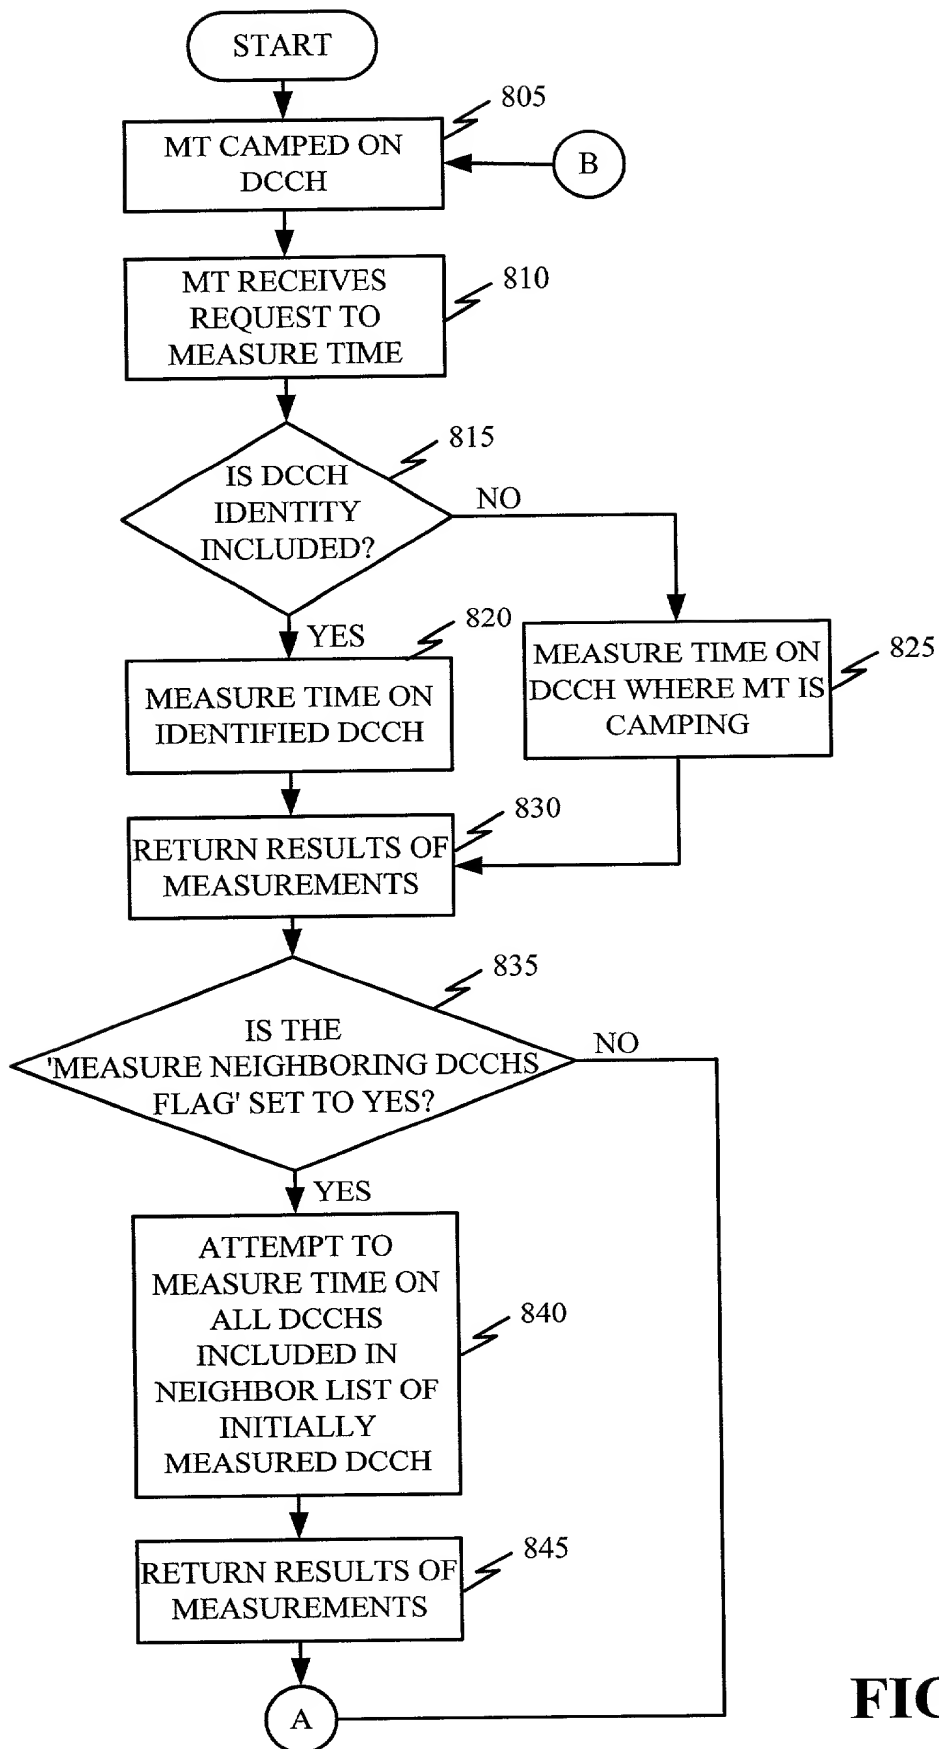 START
805
MT CAMPED ON
DCCH
B
MT RECEIVES
REQUEST TO
MEASURE TIME
810
815
IS DCCH
IDENTITY
INCLUDED?
NO
YES
820
MEASURE TIME ON
IDENTIFIED DCCH
MEASURE TIME ON
DCCH WHERE MT IS
CAMPING
825
830
RETURN RESULTS OF
MEASUREMENTS
835
IS THE
'MEASURE NEIGHBORING DCCHS
FLAG' SET TO YES?
NO
YES
ATTEMPT TO
MEASURE TIME ON
ALL DCCHS
INCLUDED IN
NEIGHBOR LIST OF
INITIALLY
MEASURED DCCH
840
845
RETURN RESULTS OF
MEASUREMENTS
A
FIG